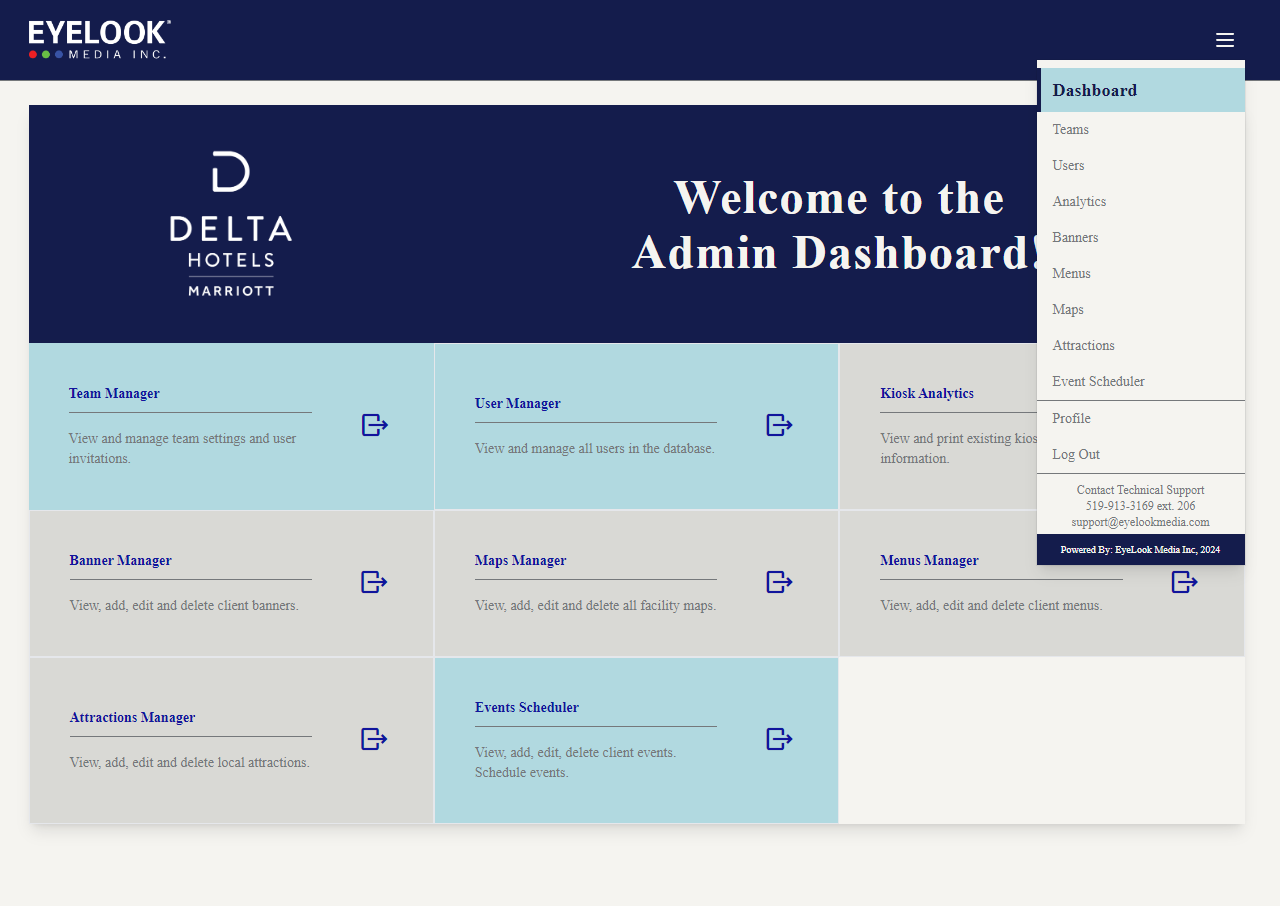 EYELOOK®
MEDIA INC.
Dashboard
Teams
Users
Analytics
Banners
Menus
Maps
Attractions
Event Scheduler
Profile
Log Out
Contact Technical Support
519-913-3169 ext. 206
support@eyelookmedia.com
Powered By: EyeLook Media Inc, 2024
DELTA
HOTELS
MARRIOTT
Welcome to the
Admin Dashboard!
Team Manager
View and manage team settings and user
invitations.
User Manager
View and manage all users in the database.
Kiosk Analytics
View and print existing kios
information.
Banner Manager
View, add, edit and delete client banners.
Maps Manager
View, add, edit and delete all facility maps.
Menus Manager
View, add, edit and delete client menus.
Attractions Manager
View, add, edit and delete local attractions.
Events Scheduler
View, add, edit, delete client events.
Schedule events.